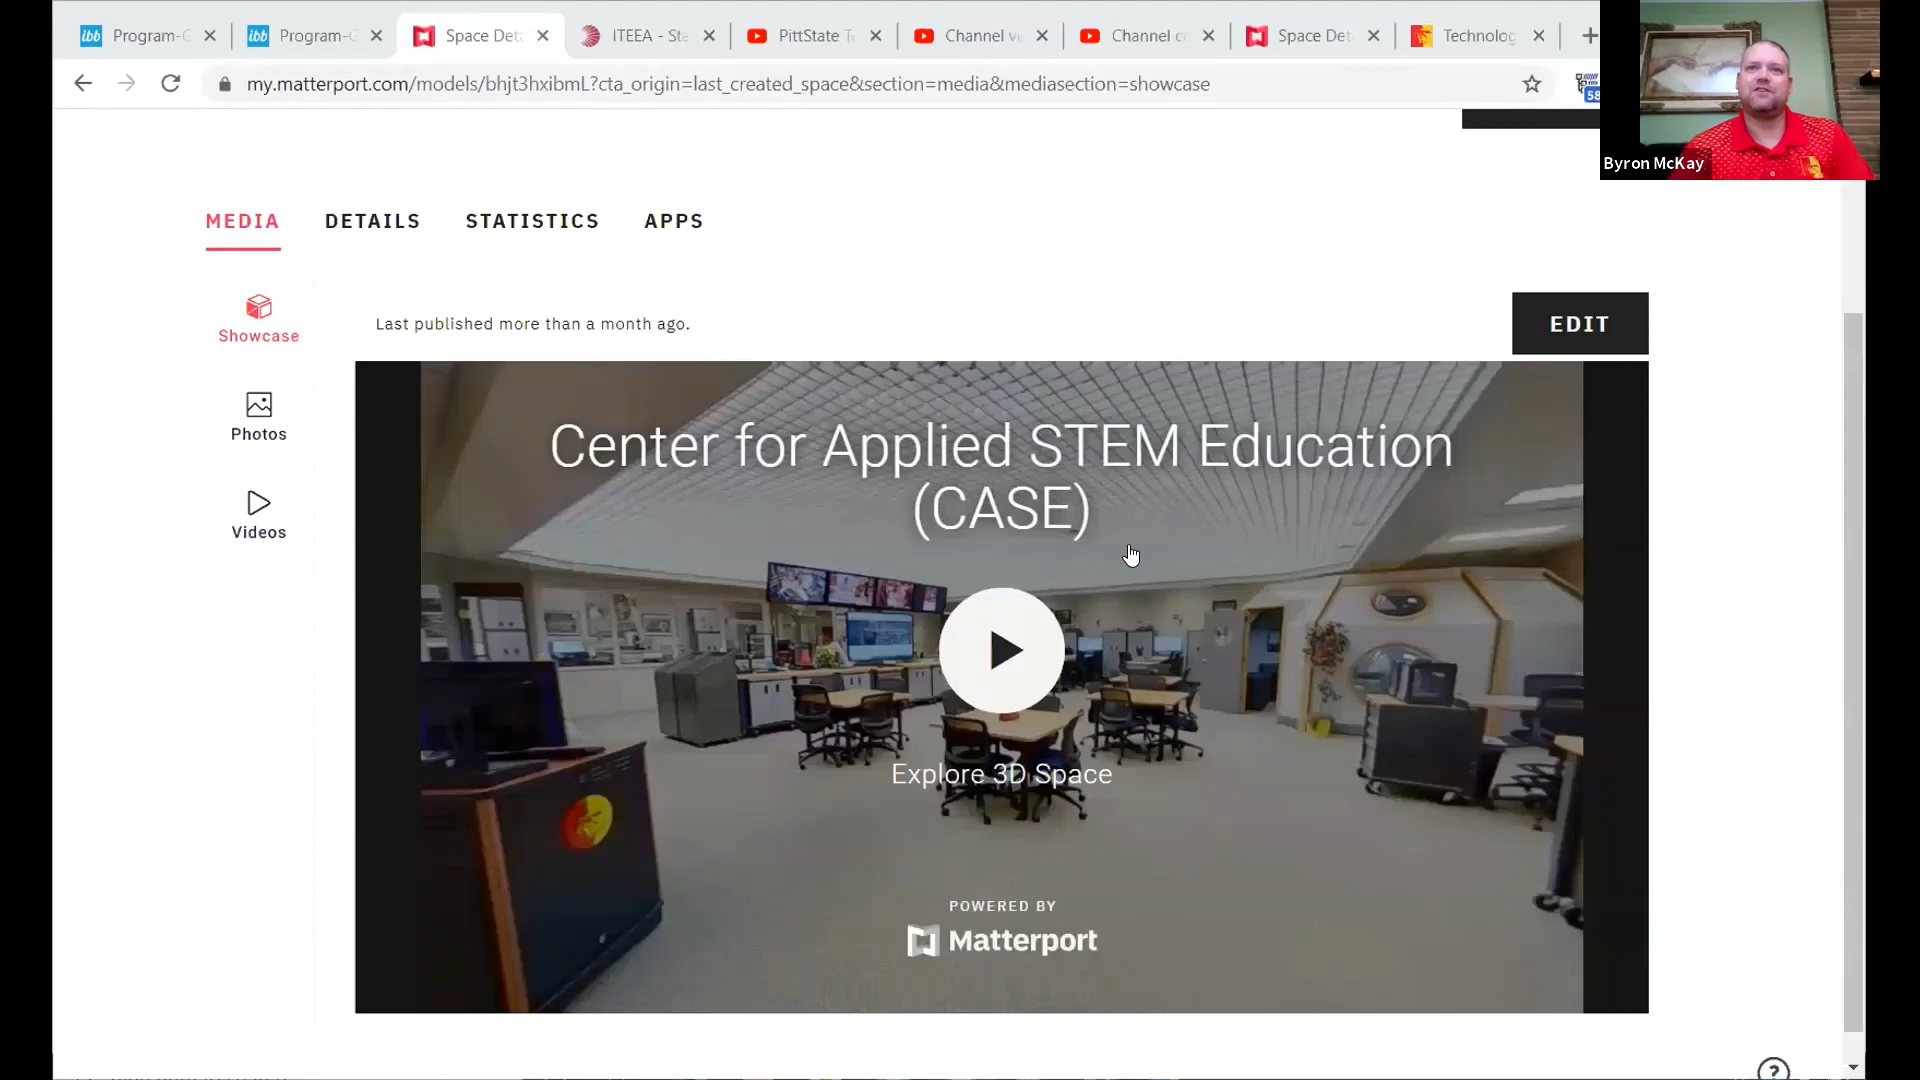 Program-G
Program-G
Space Det
ITEEA - Sta
PittState T
Channel vi
Channel c
Space Det
Technolog
my.matterport.com/models/bhjt3hxibmL?cta_origin=last_created_space&section=media&mediasection=showcase
58
Byron McKay
MEDIA
DETAILS
STATISTICS
APPS
Showcase
Photos
Videos
Last published more than a month ago.
EDIT
Center for Applied STEM Education
(CASE)
Explore 3D Space
POWERED BY
Matterport